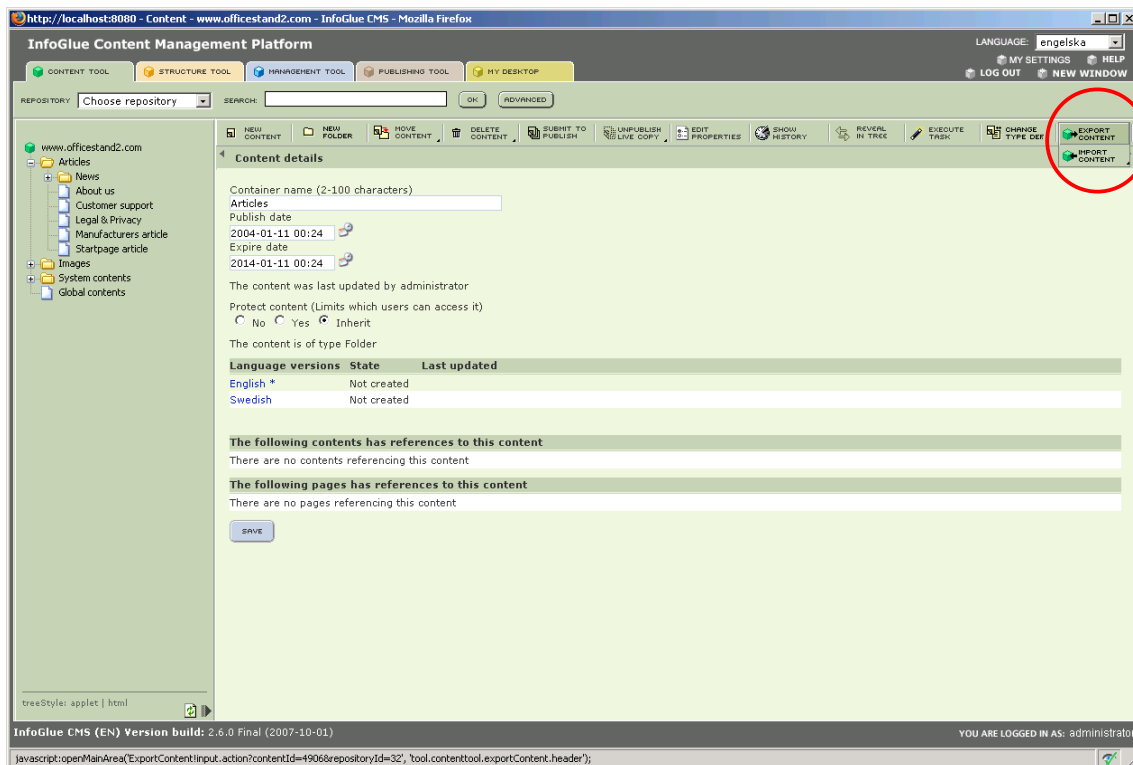 http://localhost:8080 - Content - www.officestand2.com - InfoGlue CMS - Mozilla Firefox
InfoGlue Content Management Platform
LANGUAGE: engelska
MY SETTINGS HELP
LOG OUT NEW WINDOW
CONTENT TOOL STRUCTURE TOOL MANAGEMENT TOOL PUBLISHING TOOL MY DESKTOP
REPOSITORY Choose repository SEARCH: OK ADVANCED
NEW CONTENT NEW FOLDER MOVE CONTENT DELETE CONTENT SUBMIT TO PUBLISH UNPUBLISH LIVE COPY EDIT PROPERTIES SHOW HISTORY REVEAL IN TREE EXECUTE TASK CHANGE TYPE DEF EXPORT CONTENT
IMPORT CONTENT
www.officestand2.com
Articles
News
About us
Customer support
Legal & Privacy
Manufacturers article
Startpage article
Images
System contents
Global contents
Content details
Container name (2-100 characters)
Articles
Publish date
2004-01-11 00:24
Expire date
2014-01-11 00:24
The content was last updated by administrator
Protect content (Limits which users can access it)
No Yes Inherit
The content is of type Folder
Language versions State Last updated
English * Not created
Swedish Not created
The following contents has references to this content
There are no contents referencing this content
The following pages has references to this content
There are no pages referencing this content
SAVE
treeStyle: applet | html
InfoGlue CMS (EN) Version build: 2.6.0 Final (2007-10-01)
YOU ARE LOGGED IN AS: administrator
javascript:openMainArea('ExportContent!input.action?contentId=4906&repositoryId=32', 'tool.contenttool.exportContent.header');